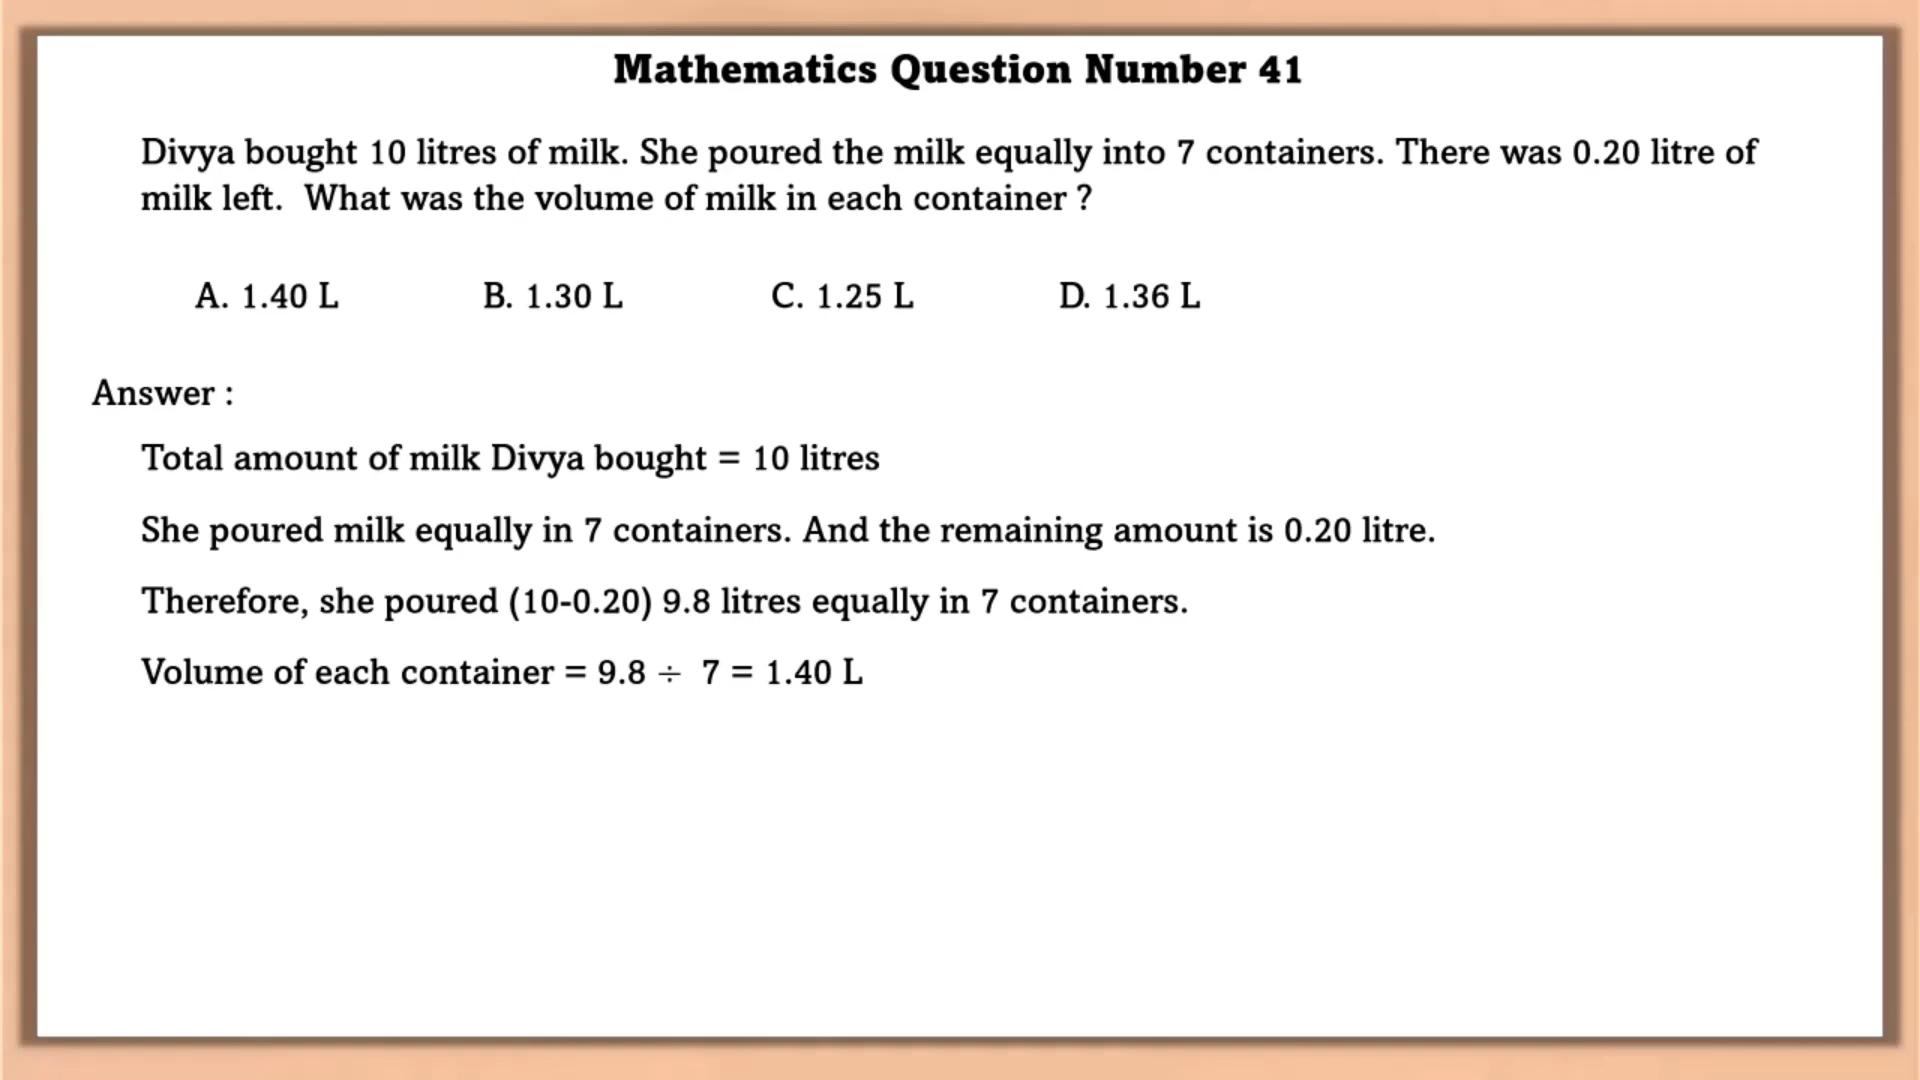 Mathematics Question Number 41
Divya bought 10 litres of milk. She poured the milk equally into 7 containers. There was 0.20 litre of
milk left.  What was the volume of milk in each container ?
A. 1.40 L B. 1.30 L C. 1.25 L D. 1.36 L
Answer :
Total amount of milk Divya bought = 10 litres
She poured milk equally in 7 containers. And the remaining amount is 0.20 litre.
Therefore, she poured (10-0.20) 9.8 litres equally in 7 containers.
Volume of each container = 9.8 ÷  7 = 1.40 L